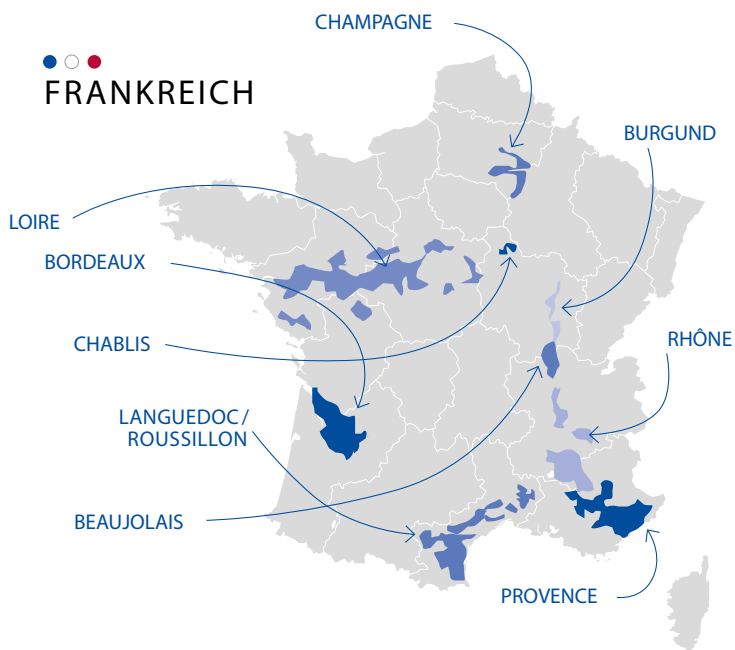 CHAMPAGNE
FRANKREICH
BURGUND
LOIRE
BORDEAUX
CHABLIS
RHÔNE
LANGUEDOC/
ROUSSILLON
BEAUJOLAIS
PROVENCE